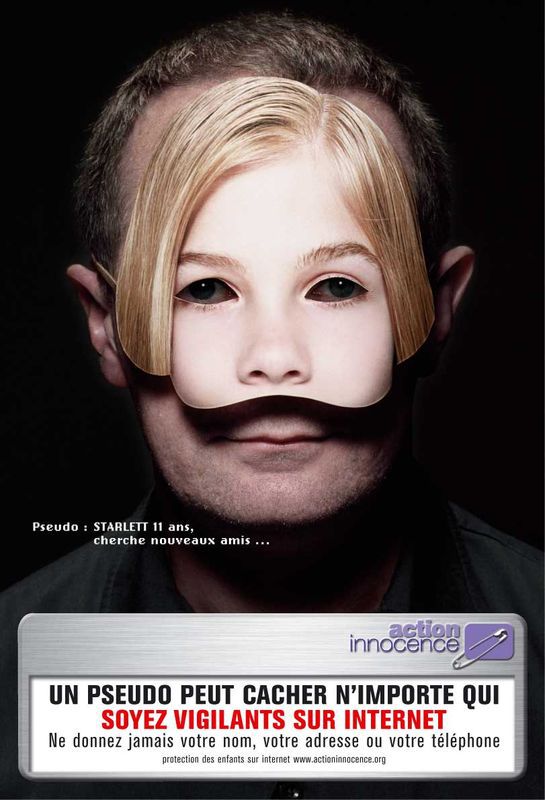 Pseudo : STARLETT 11 ans,
cherche nouveaux amis ...
action
innocence
UN PSEUDO PEUT CACHER N'IMPORTE QUI
SOYEZ VIGILANTS SUR INTERNET
Ne donnez jamais votre nom, votre adresse ou votre téléphone
protection des enfants sur internet www.actioninnocence.org